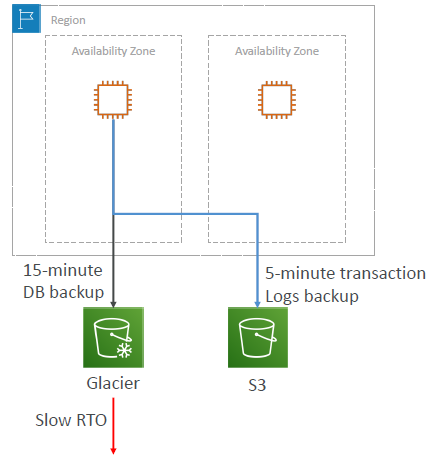 Region
Availability Zone
Availability Zone
15-minute
DB backup
5-minute transaction
Logs backup
Glacier
S3
Slow RTO